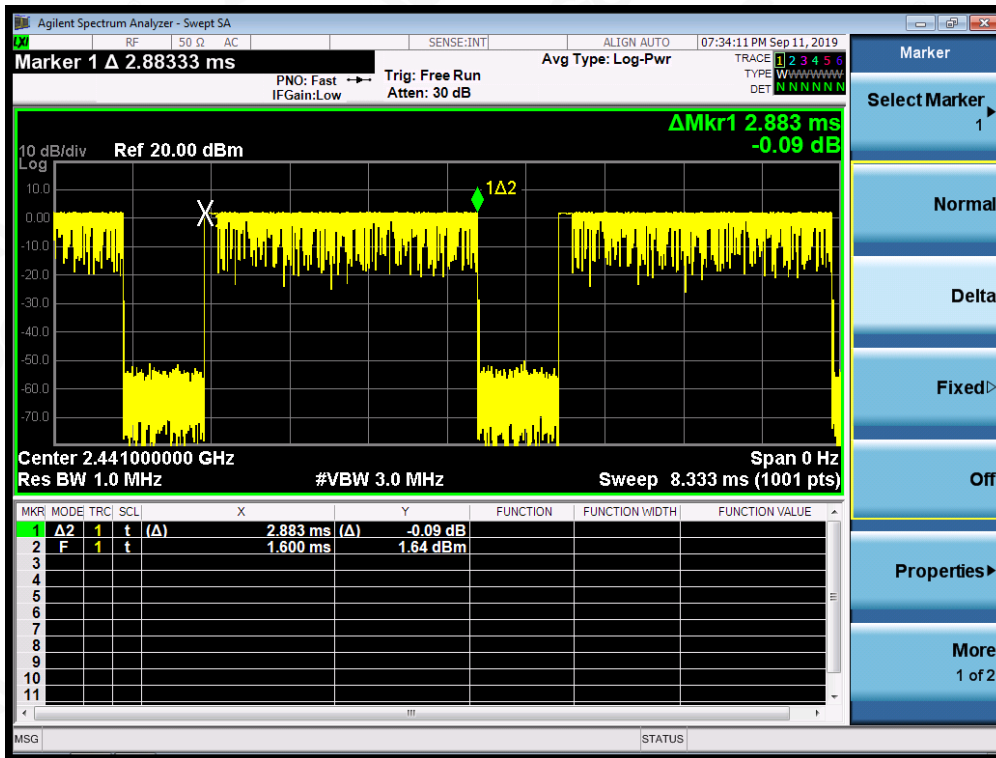 Agilent Spectrum Analyzer - Swept SA
LXI RF 50 Ω AC SENSE:INT ALIGN AUTO 07:34:11 PM Sep 11, 2019
Marker 1 Δ 2.88333 ms
PNO: Fast
IFGain:Low
Trig: Free Run
Atten: 30 dB
Avg Type: Log-Pwr
TRACE 1 2 3 4 5 6
TYPE WWWWWWW
DET N N N N N N
ΔMkr1 2.883 ms
-0.09 dB
10 dB/div Ref 20.00 dBm
Log
10.0
0.00
-10.0
-20.0
-30.0
-40.0
-50.0
-60.0
-70.0
1Δ2
X
Center 2.441000000 GHz Span 0 Hz
Res BW 1.0 MHz #VBW 3.0 MHz Sweep 8.333 ms (1001 pts)
MKR MODE TRC SCL X Y FUNCTION FUNCTION WIDTH FUNCTION VALUE
1 Δ2 1 t (Δ) 2.883 ms (Δ) -0.09 dB
2 F 1 t 1.600 ms 1.64 dBm
3
4
5
6
7
8
9
10
11
MSG STATUS
Marker
Select Marker
1
Normal
Delta
Fixed
Off
Properties
More
1 of 2